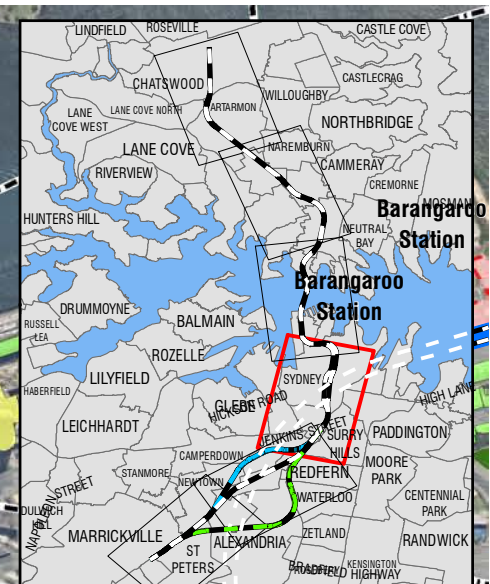 LINDFIELD
ROSEVILLE
CASTLE COVE
CHATSWOOD
CASTLECRAG
WILLOUGHBY
ARTARMON
LANE COVE NORTH
LANE
COVE WEST
NORTHBRIDGE
LANE COVE
NAREMBURN
CAMMERAY
RIVERVIEW
CREMORNE
MOSMAN
Barangaroo
Station
HUNTERS HILL
NEUTRAL
BAY
Barangaroo
Station
DRUMMOYNE
BALMAIN
RUSSELL
LEA
ROZELLE
LILYFIELD
SYDNEY
HABERFIELD
HIGH LANE
GLEBE
HICKSON ROAD
LEICHHARDT
JENKINS STREET
SURRY
HILLS
PADDINGTON
CAMPERDOWN
STANMORE
REDFERN
MOORE
PARK
NEWTOWN
WATERLOO
CENTENNIAL
PARK
NAPOLEON STREET
DULWICH
HILL
MARRICKVILLE
ALEXANDRIA
ZETLAND
RANDWICK
ST
PETERS
KENSINGTON
BRADFIELD HIGHWAY